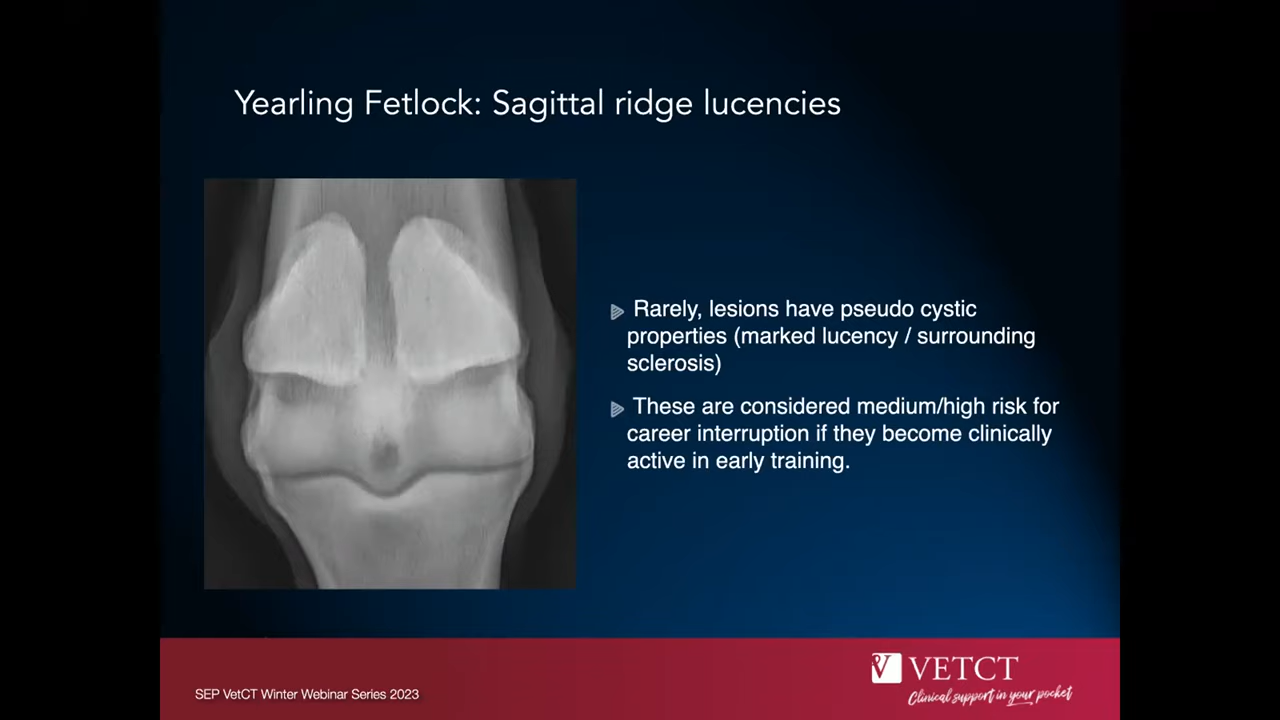 Yearling Fetlock: Sagittal ridge lucencies
Rarely, lesions have pseudo cystic
properties (marked lucency / surrounding
sclerosis)
These are considered medium/high risk for
career interruption if they become clinically
active in early training.
SEP VetCT Winter Webinar Series 2023
V VETCT
Clinical support in your pocket